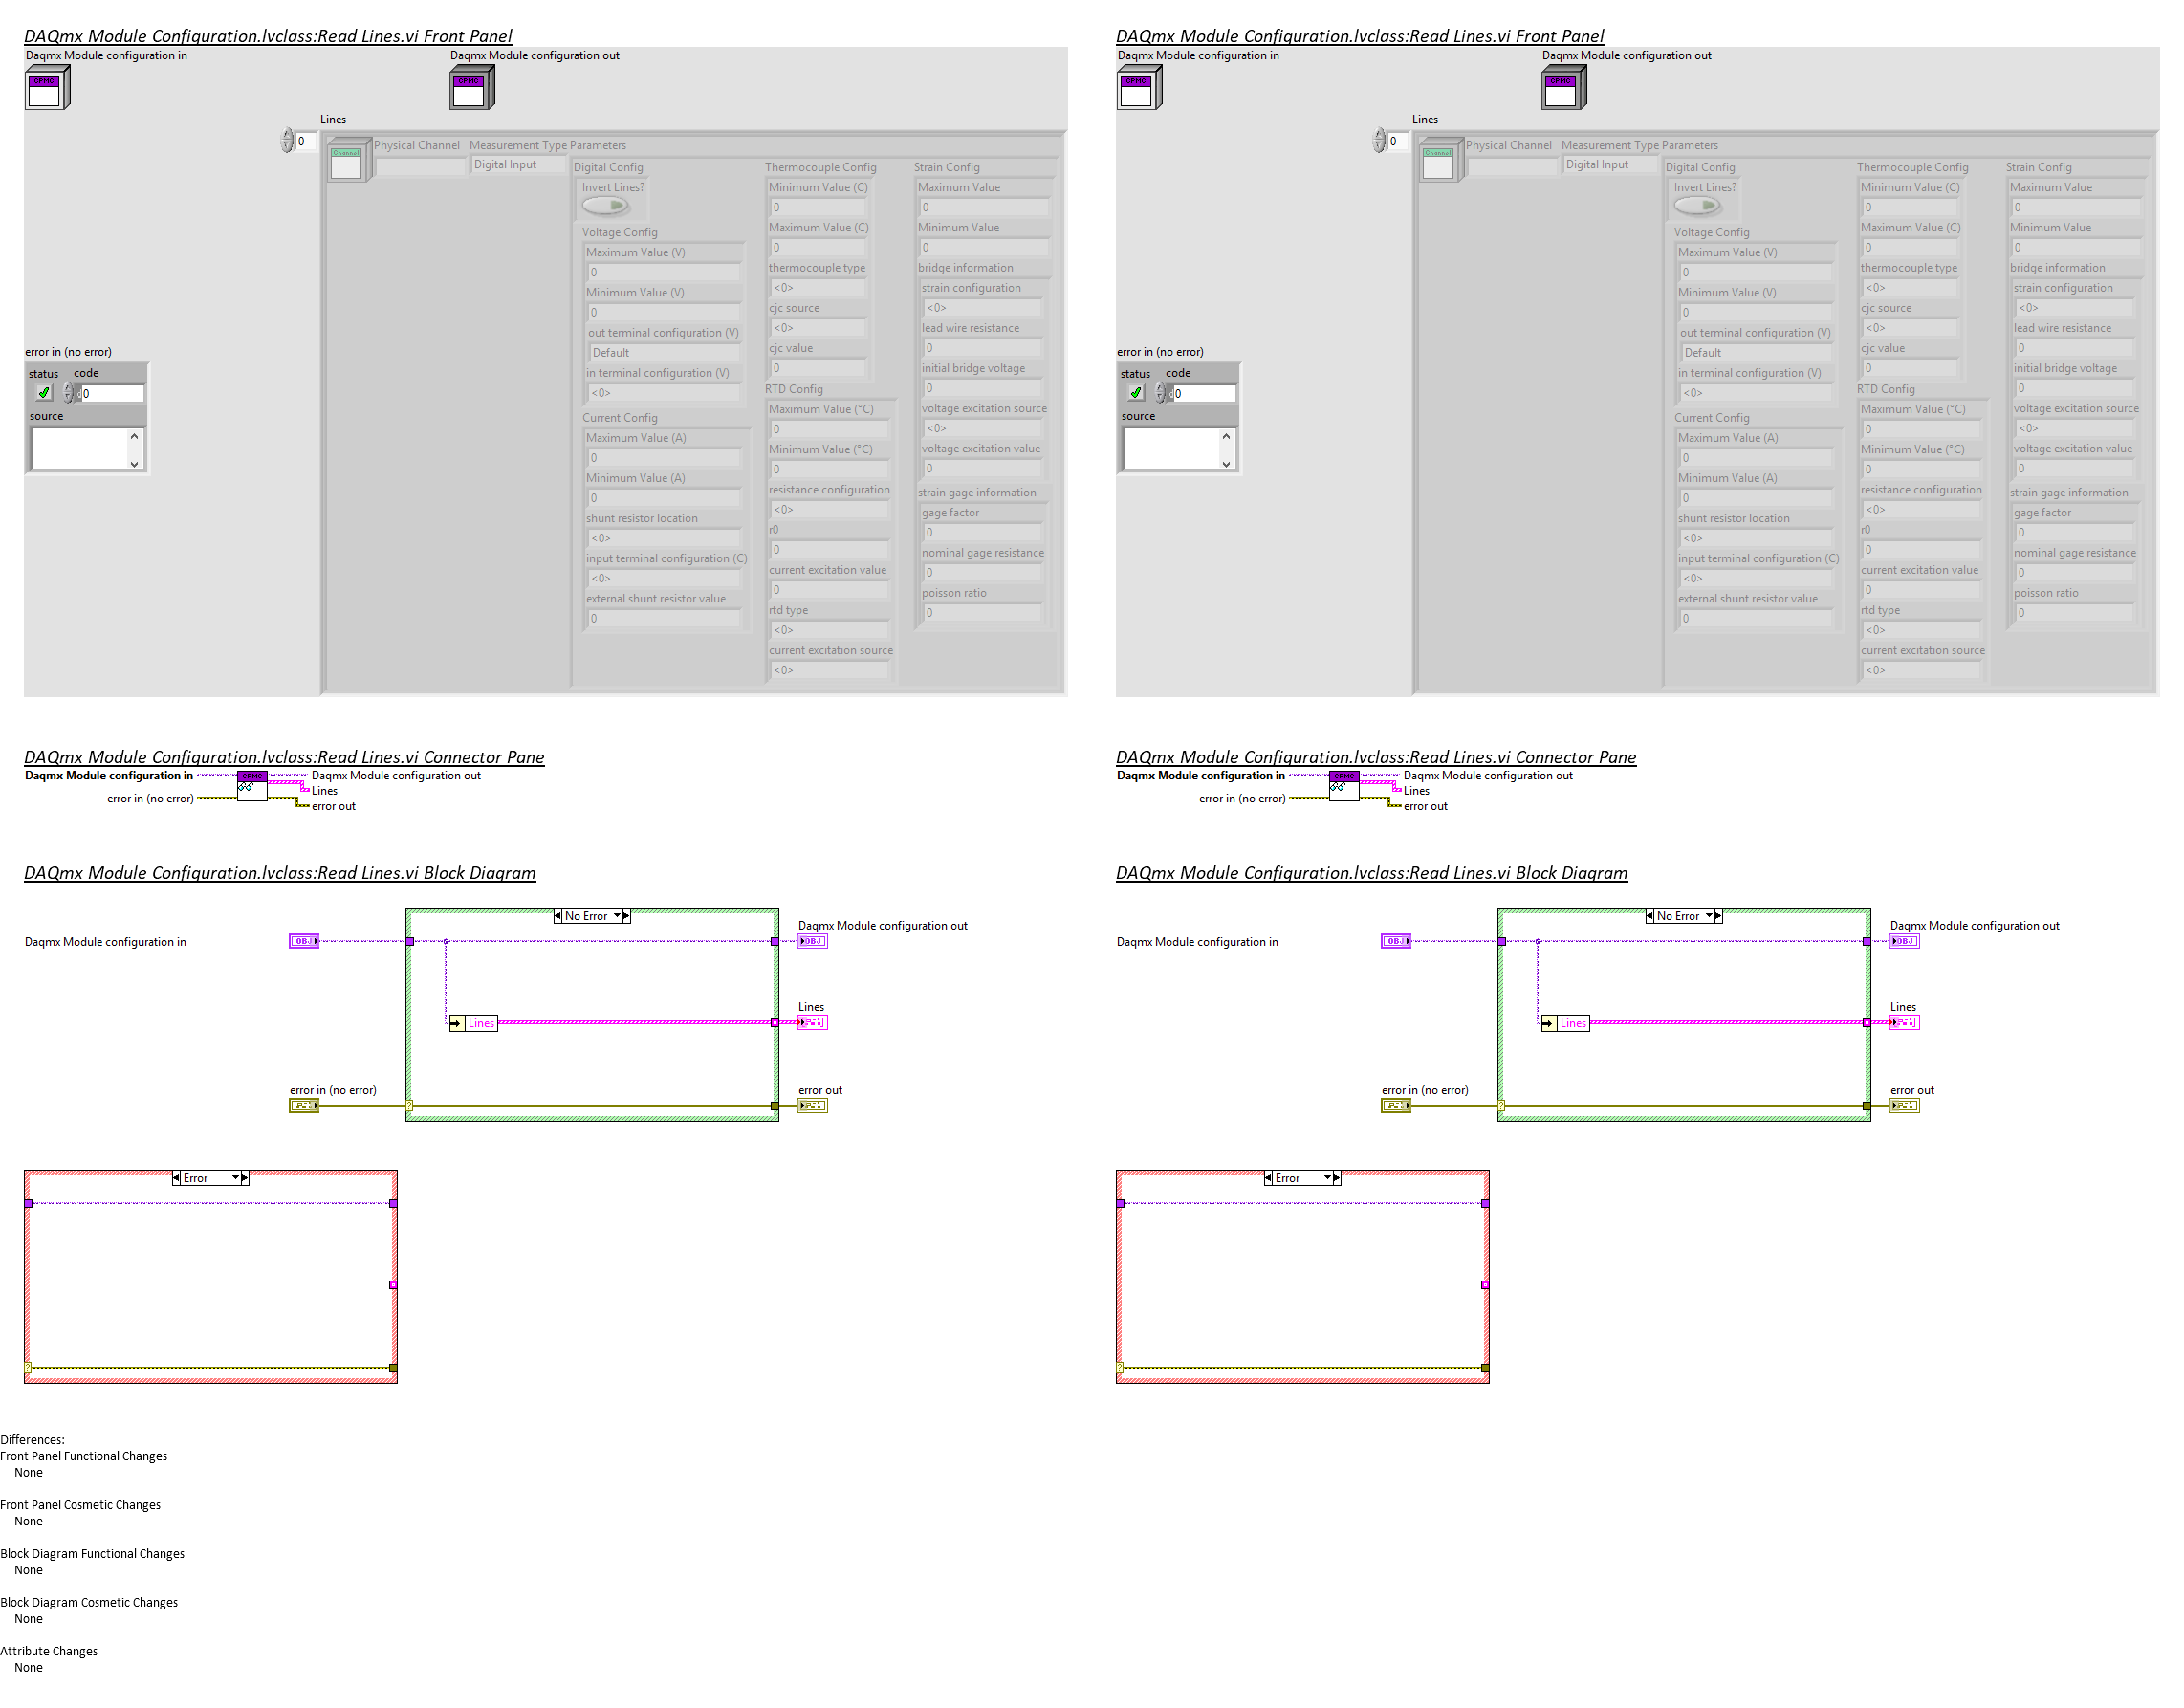 DAQmx Module Configuration.lvclass:Read Lines.vi Front Panel
Daqmx Module configuration in
Daqmx Module configuration out
CPMC
CPMC
Lines
0
Channel
Physical Channel
Measurement Type
Parameters
Digital Input
Digital Config
Invert Lines?
Voltage Config
Maximum Value (V)
0
Minimum Value (V)
0
out terminal configuration (V)
Default
in terminal configuration (V)
<0>
Current Config
Maximum Value (A)
0
Minimum Value (A)
0
shunt resistor location
<0>
input terminal configuration (C)
<0>
external shunt resistor value
0
Thermocouple Config
Minimum Value (C)
0
Maximum Value (C)
0
thermocouple type
<0>
cjc source
<0>
cjc value
0
RTD Config
Maximum Value (°C)
0
Minimum Value (°C)
0
resistance configuration
<0>
r0
0
current excitation value
0
rtd type
<0>
current excitation source
<0>
Strain Config
Maximum Value
0
Minimum Value
0
bridge information
strain configuration
<0>
lead wire resistance
0
initial bridge voltage
0
voltage excitation source
<0>
voltage excitation value
0
strain gage information
gage factor
0
nominal gage resistance
0
poisson ratio
0
error in (no error)
status
code
0
source
DAQmx Module Configuration.lvclass:Read Lines.vi Connector Pane
Daqmx Module configuration in
CPMC
Daqmx Module configuration out
Lines
error in (no error)
error out
DAQmx Module Configuration.lvclass:Read Lines.vi Block Diagram
No Error
Daqmx Module configuration in
OBJ
Daqmx Module configuration out
OBJ
Lines
Lines
error in (no error)
?
error out
Error
?
DAQmx Module Configuration.lvclass:Read Lines.vi Front Panel
Daqmx Module configuration in
Daqmx Module configuration out
CPMC
CPMC
Lines
0
Channel
Physical Channel
Measurement Type
Parameters
Digital Input
Digital Config
Invert Lines?
Voltage Config
Maximum Value (V)
0
Minimum Value (V)
0
out terminal configuration (V)
Default
in terminal configuration (V)
<0>
Current Config
Maximum Value (A)
0
Minimum Value (A)
0
shunt resistor location
<0>
input terminal configuration (C)
<0>
external shunt resistor value
0
Thermocouple Config
Minimum Value (C)
0
Maximum Value (C)
0
thermocouple type
<0>
cjc source
<0>
cjc value
0
RTD Config
Maximum Value (°C)
0
Minimum Value (°C)
0
resistance configuration
<0>
r0
0
current excitation value
0
rtd type
<0>
current excitation source
<0>
Strain Config
Maximum Value
0
Minimum Value
0
bridge information
strain configuration
<0>
lead wire resistance
0
initial bridge voltage
0
voltage excitation source
<0>
voltage excitation value
0
strain gage information
gage factor
0
nominal gage resistance
0
poisson ratio
0
error in (no error)
status
code
0
source
DAQmx Module Configuration.lvclass:Read Lines.vi Connector Pane
Daqmx Module configuration in
CPMC
Daqmx Module configuration out
Lines
error in (no error)
error out
DAQmx Module Configuration.lvclass:Read Lines.vi Block Diagram
No Error
Daqmx Module configuration in
OBJ
Daqmx Module configuration out
OBJ
Lines
Lines
error in (no error)
?
error out
Error
?
Differences:
Front Panel Functional Changes
None
Front Panel Cosmetic Changes
None
Block Diagram Functional Changes
None
Block Diagram Cosmetic Changes
None
Attribute Changes
None